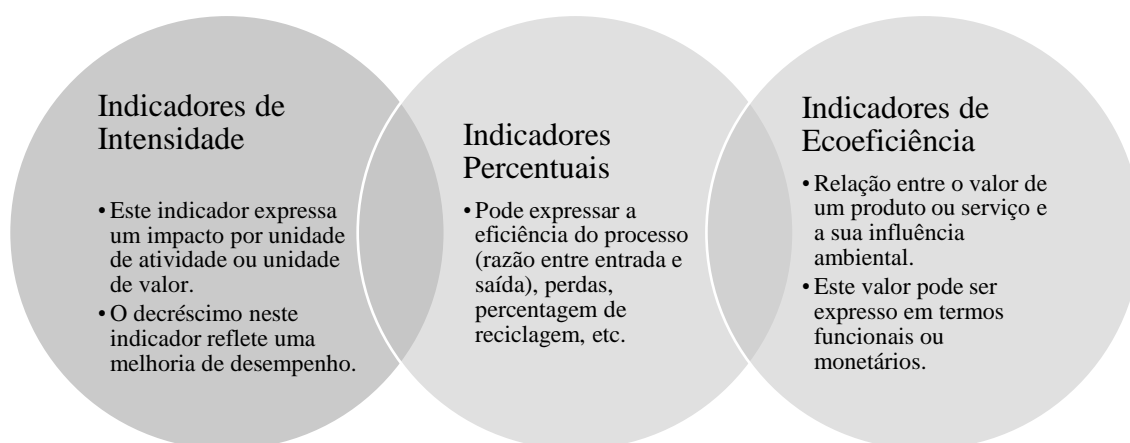 Indicadores de
Intensidade
• Este indicador expressa
um impacto por unidade
de atividade ou unidade
de valor.
• O decréscimo neste
indicador reflete uma
melhoria de desempenho.
Indicadores
Percentuais
• Pode expressar a
eficiência do processo
(razão entre entrada e
saída), perdas,
percentagem de
reciclagem, etc.
Indicadores de
Ecoeficiência
• Relação entre o valor de
um produto ou serviço e
a sua influência
ambiental.
• Este valor pode ser
expresso em termos
funcionais ou
monetários.